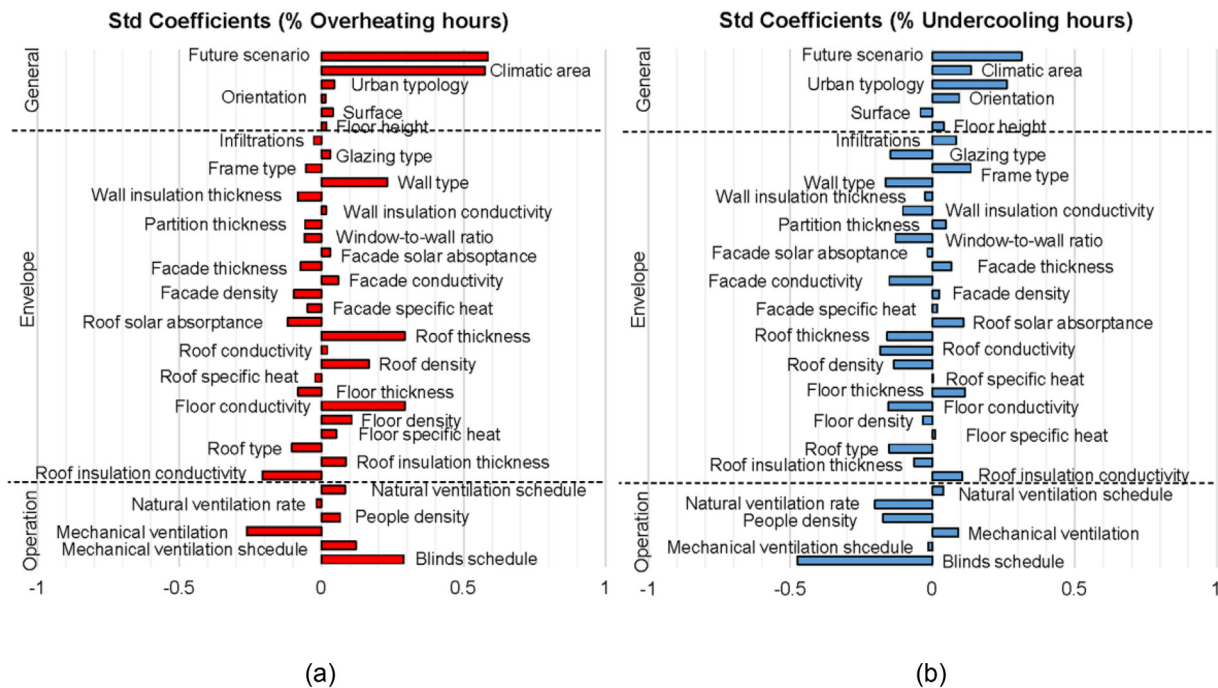 Std Coefficients (% Overheating hours)
General
Envelope
Operation
Future scenario
Climatic area
Urban typology
Orientation
Surface
Floor height
Infiltrations
Glazing type
Frame type
Wall type
Wall insulation thickness
Wall insulation conductivity
Partition thickness
Window-to-wall ratio
Facade solar absoptance
Facade thickness
Facade conductivity
Facade density
Facade specific heat
Roof solar absorptance
Roof thickness
Roof conductivity
Roof density
Roof specific heat
Floor thickness
Floor conductivity
Floor density
Floor specific heat
Roof type
Roof insulation thickness
Roof insulation conductivity
Natural ventilation schedule
Natural ventilation rate
People density
Mechanical ventilation
Mechanical ventilation shcedule
Blinds schedule
-1 -0.5 0 0.5 1
(a)
Std Coefficients (% Undercooling hours)
General
Envelope
Operation
Future scenario
Climatic area
Urban typology
Orientation
Surface
Floor height
Infiltrations
Glazing type
Frame type
Wall type
Wall insulation thickness
Wall insulation conductivity
Partition thickness
Window-to-wall ratio
Facade solar absoptance
Facade thickness
Facade conductivity
Facade density
Facade specific heat
Roof solar absorptance
Roof thickness
Roof conductivity
Roof density
Roof specific heat
Floor thickness
Floor conductivity
Floor density
Floor specific heat
Roof type
Roof insulation thickness
Roof insulation conductivity
Natural ventilation schedule
Natural ventilation rate
People density
Mechanical ventilation
Mechanical ventilation shcedule
Blinds schedule
-1 -0.5 0 0.5 1
(b)